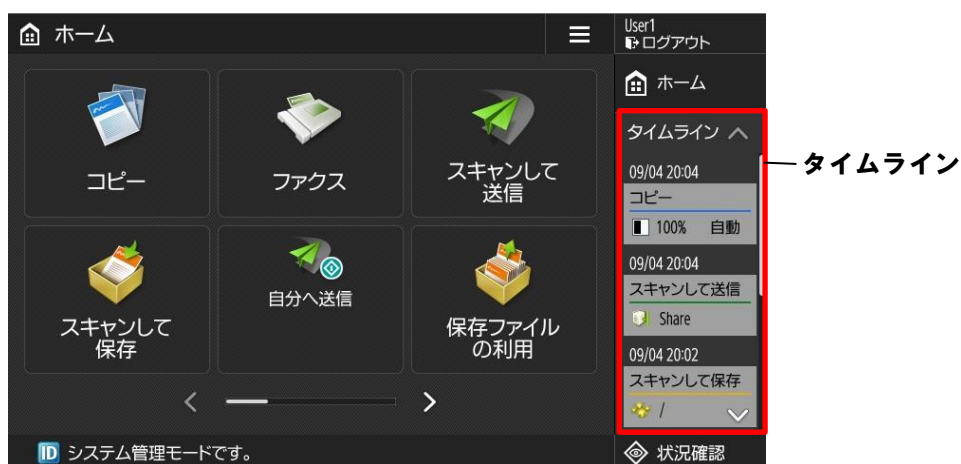 ホーム
User1
ログアウト
ホーム
コピー
ファクス
スキャンして
送信
スキャンして
保存
自分へ送信
保存ファイル
の利用
タイムライン
09/04 20:04
コピー
100% 自動
09/04 20:04
スキャンして送信
Share
09/04 20:02
スキャンして保存
/
タイムライン
ID システム管理モードです。
状況確認